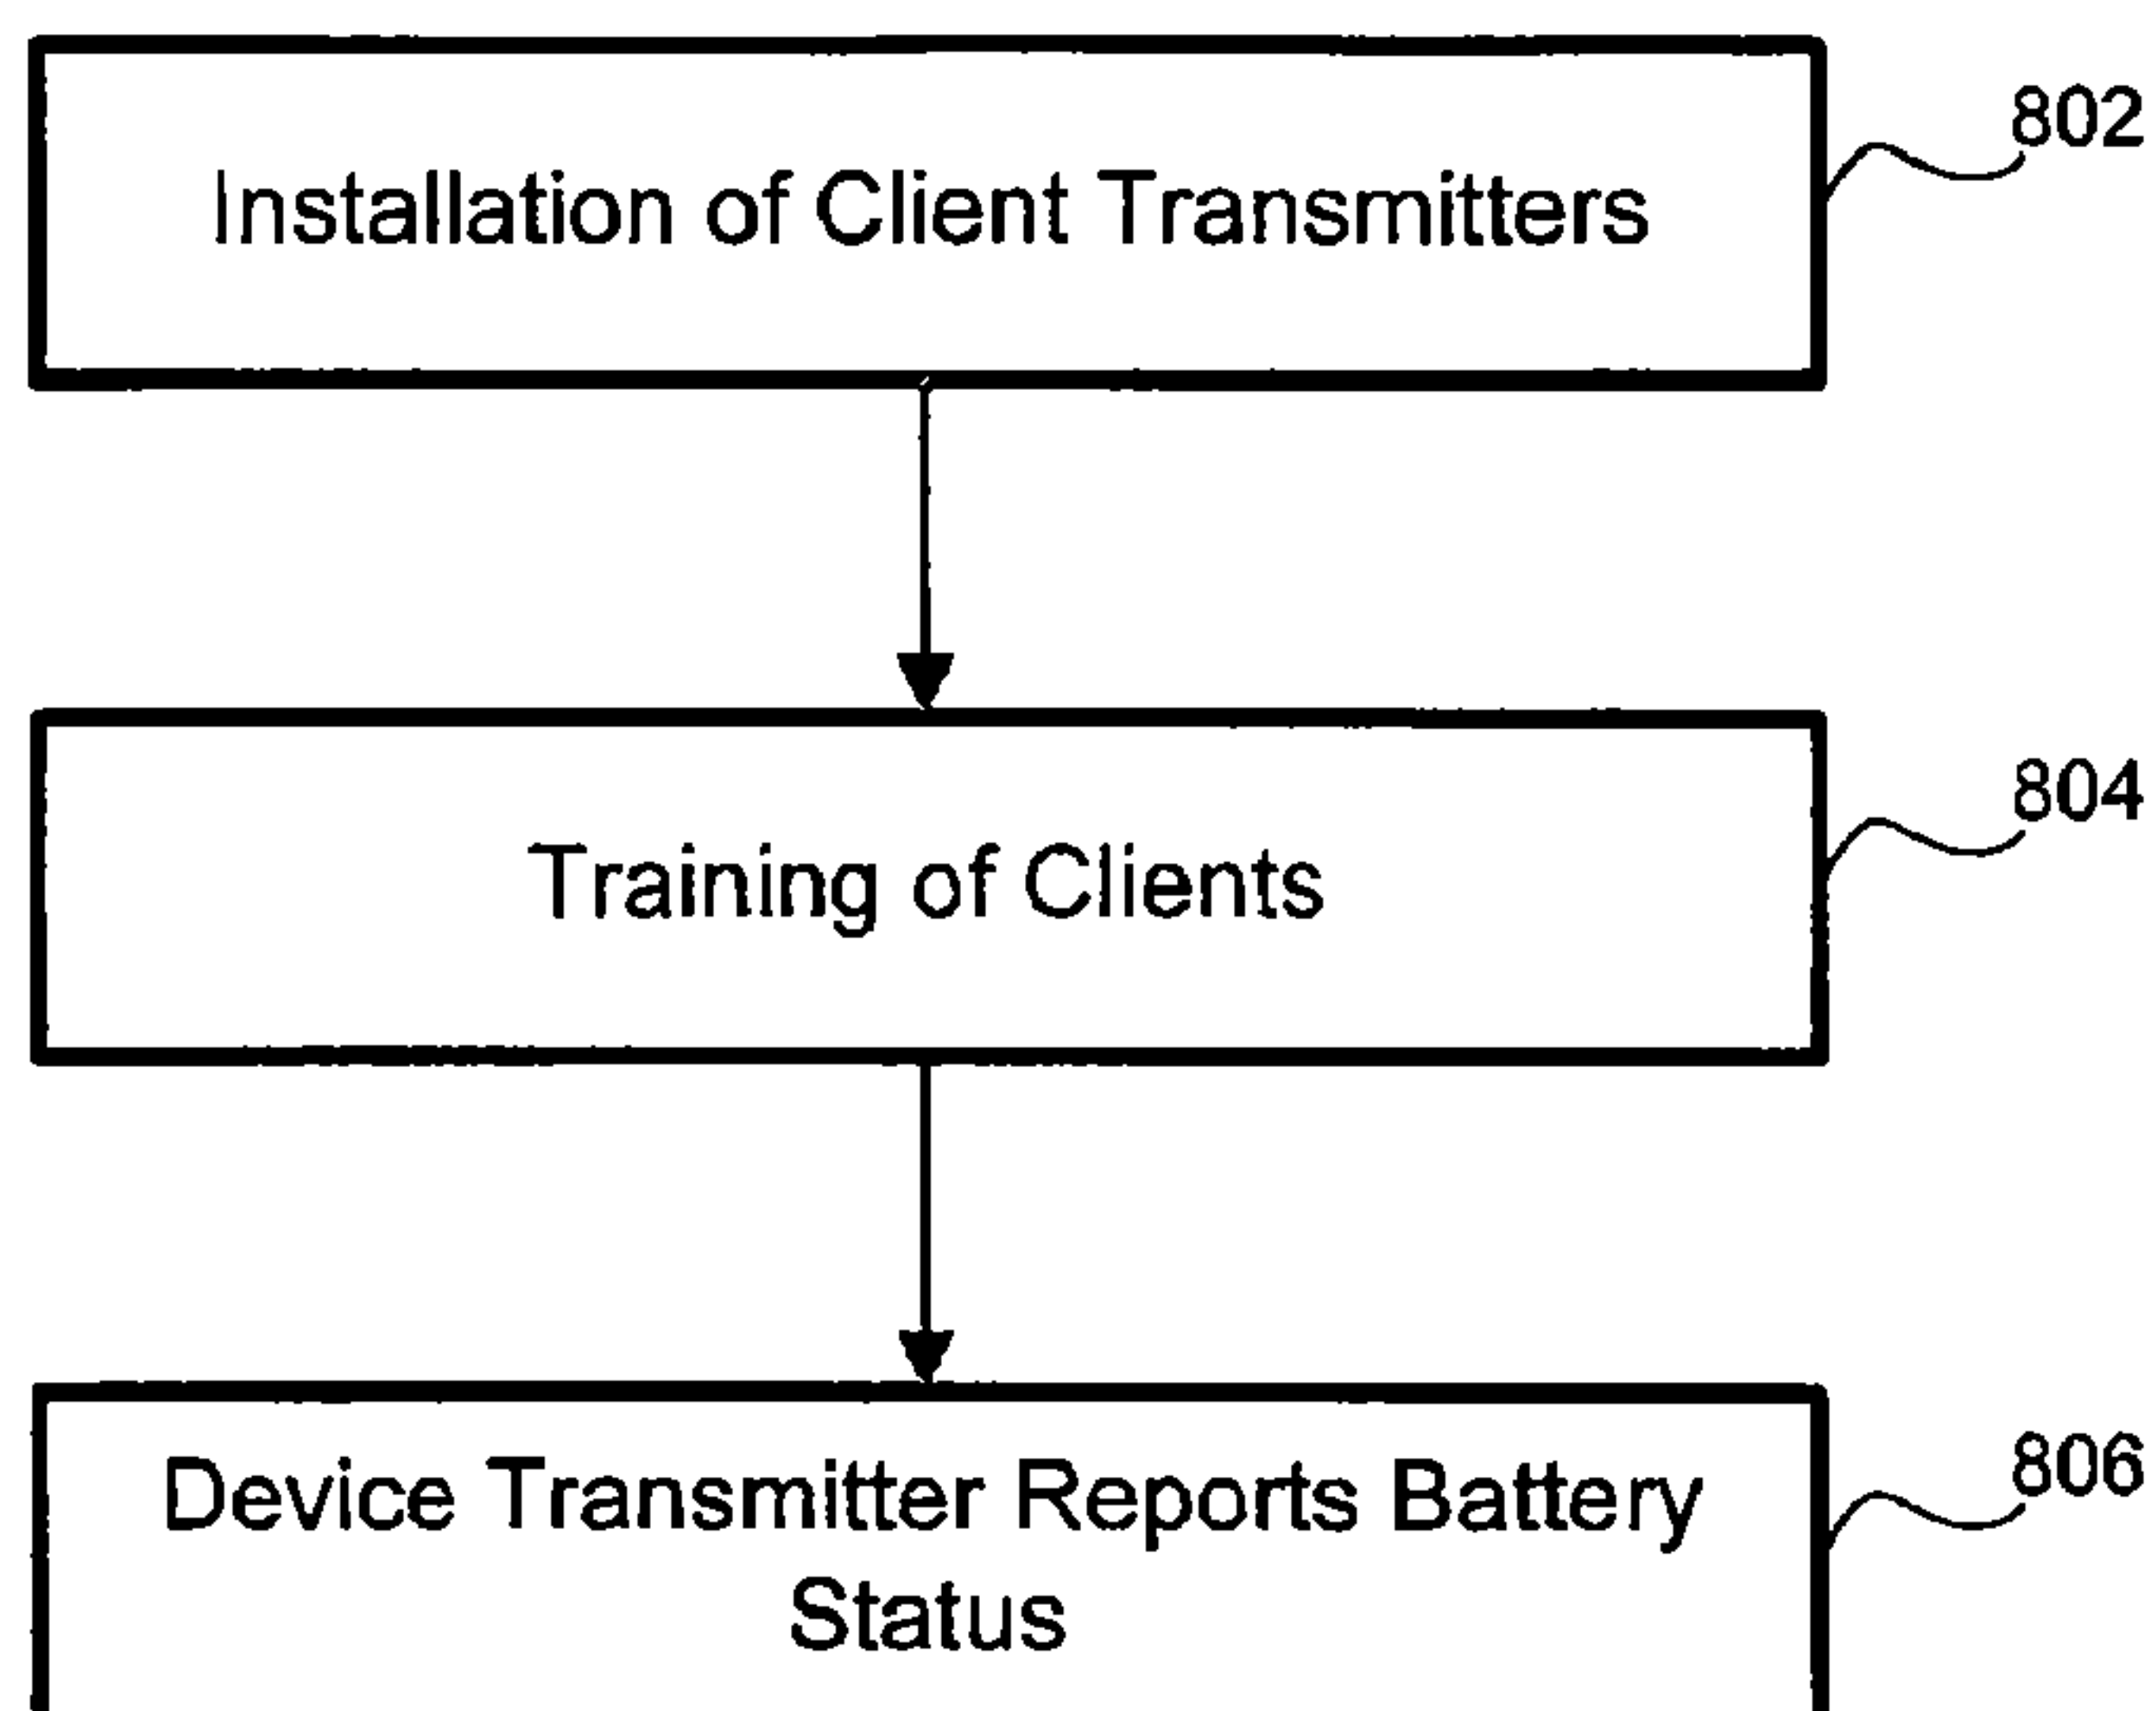 802
Installation of Client Transmitters
804
Training of Clients
806
Device Transmitter Reports Battery
Status